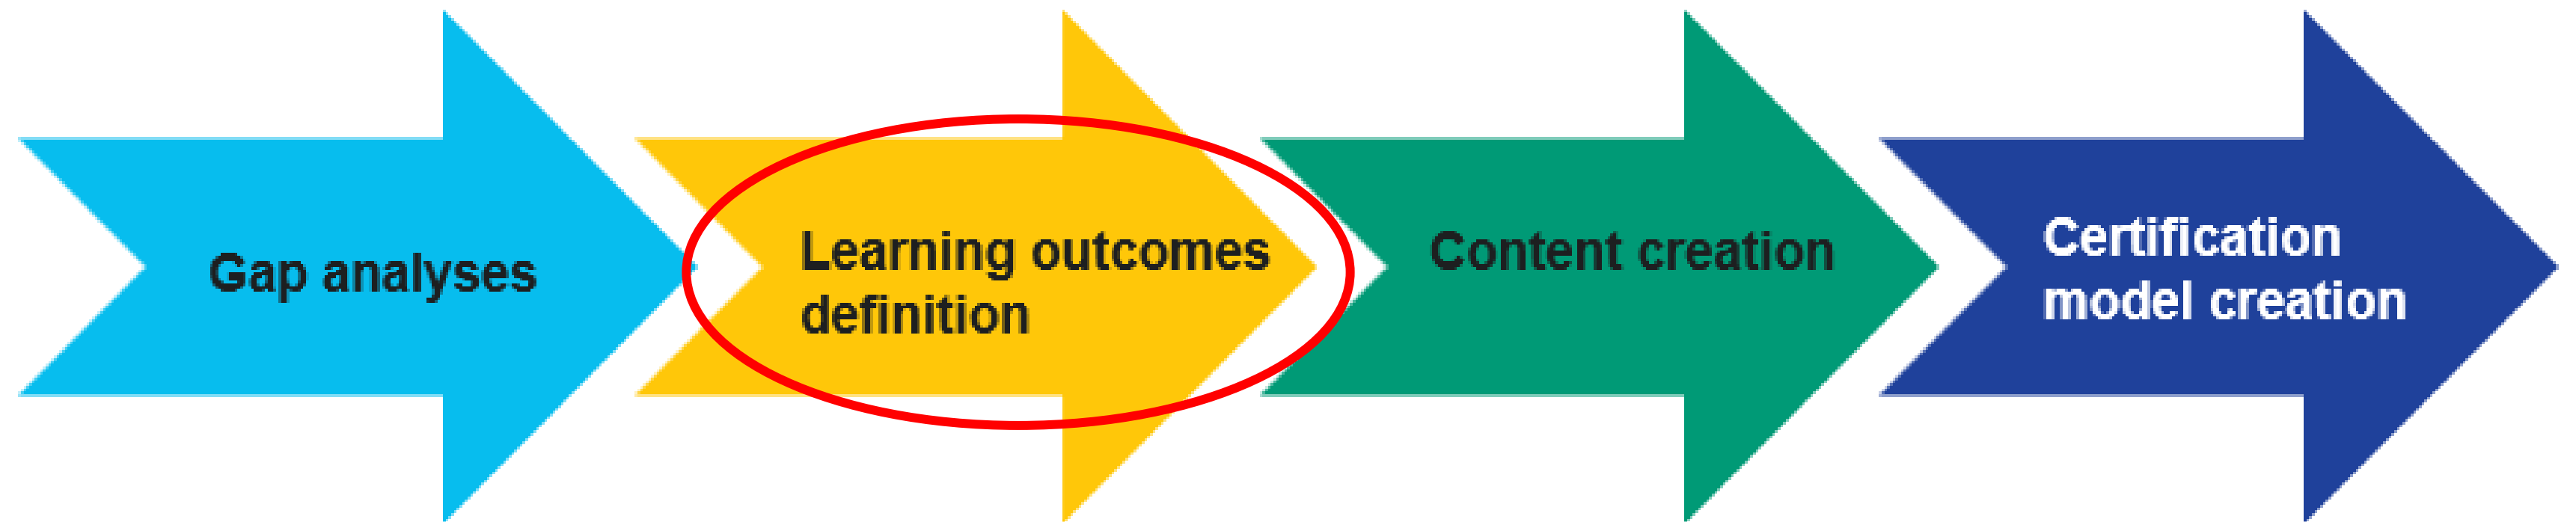 Gap analyses
Learning outcomes
definition
Content creation
Certification
model creation